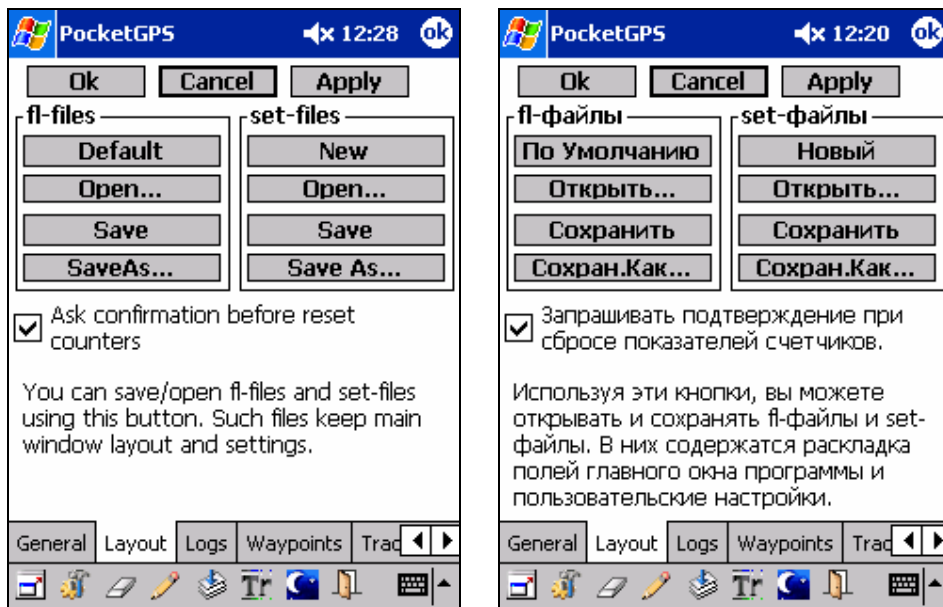 PocketGPS 12:28 ok
Ok Cancel Apply
fl-files set-files
Default New
Open... Open...
Save Save
SaveAs... Save As...
Ask confirmation before reset
counters
You can save/open fl-files and set-files
using this button. Such files keep main
window layout and settings.
General Layout Logs Waypoints Trac
Tr
PocketGPS 12:20 ok
Ok Cancel Apply
fl-файлы set-файлы
По Умолчанию Новый
Открыть... Открыть...
Сохранить Сохранить
Сохран.Как... Сохран.Как...
Запрашивать подтверждение при
сбросе показателей счетчиков.
Используя эти кнопки, вы можете
открывать и сохранять fl-файлы и set-
файлы. В них содержатся раскладка
полей главного окна программы и
пользовательские настройки.
General Layout Logs Waypoints Trac
Tr